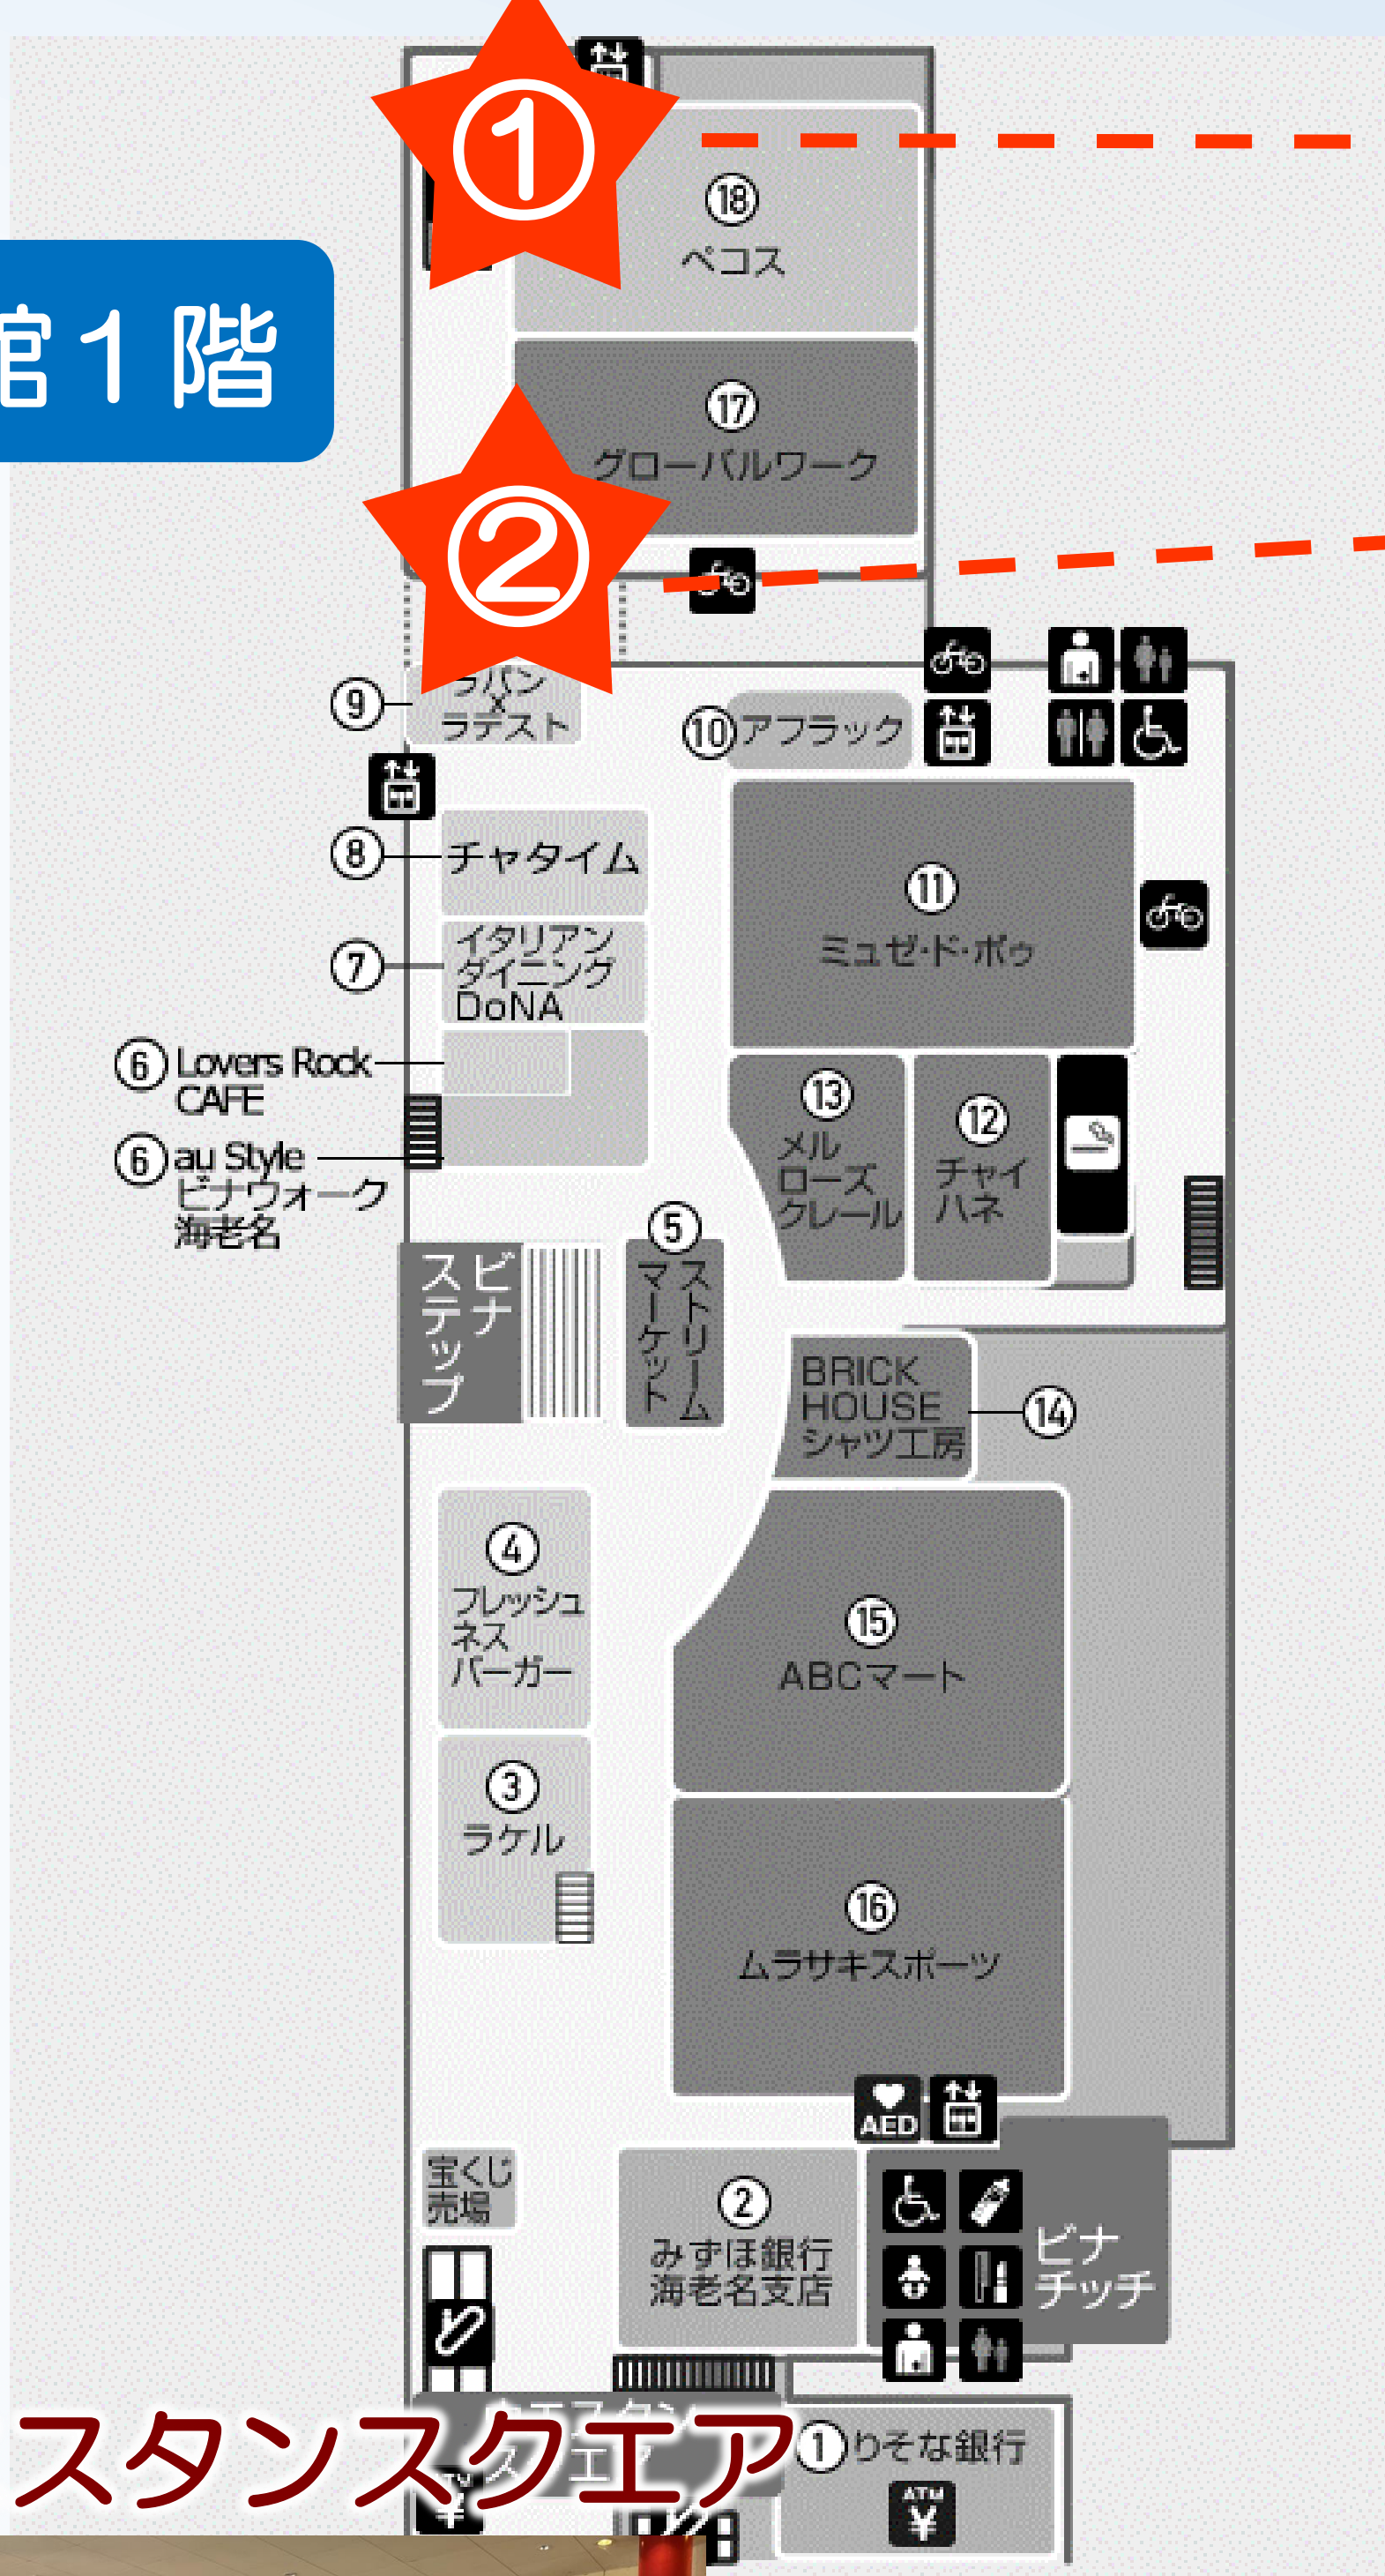 ①
⑱
ペコス
館1階
⑰
グローバルワーク
②
⑨
ラパン
×
ラデスト
⑩アフラック
⑧
チャタイム
⑪
ミュゼ・ド・ポゥ
⑦
イタリアン
ダイニング
DoNA
⑥ Lovers Rock
CAFE
⑥ au Style
ビナウォーク
海老名
⑬
メル
ローズ
クレール
⑫
チャイ
ハネ
ビナ
ステップ
⑤
ストリーム
マーケット
BRICK
HOUSE
シャツ工房
⑭
④
フレッシュ
ネス
バーガー
⑮
ABCマート
③
ラケル
⑯
ムラサキスポーツ
AED
宝くじ
売場
②
みずほ銀行
海老名支店
ビナ
チッチ
スタンスクエア
①りそな銀行
ATM
¥